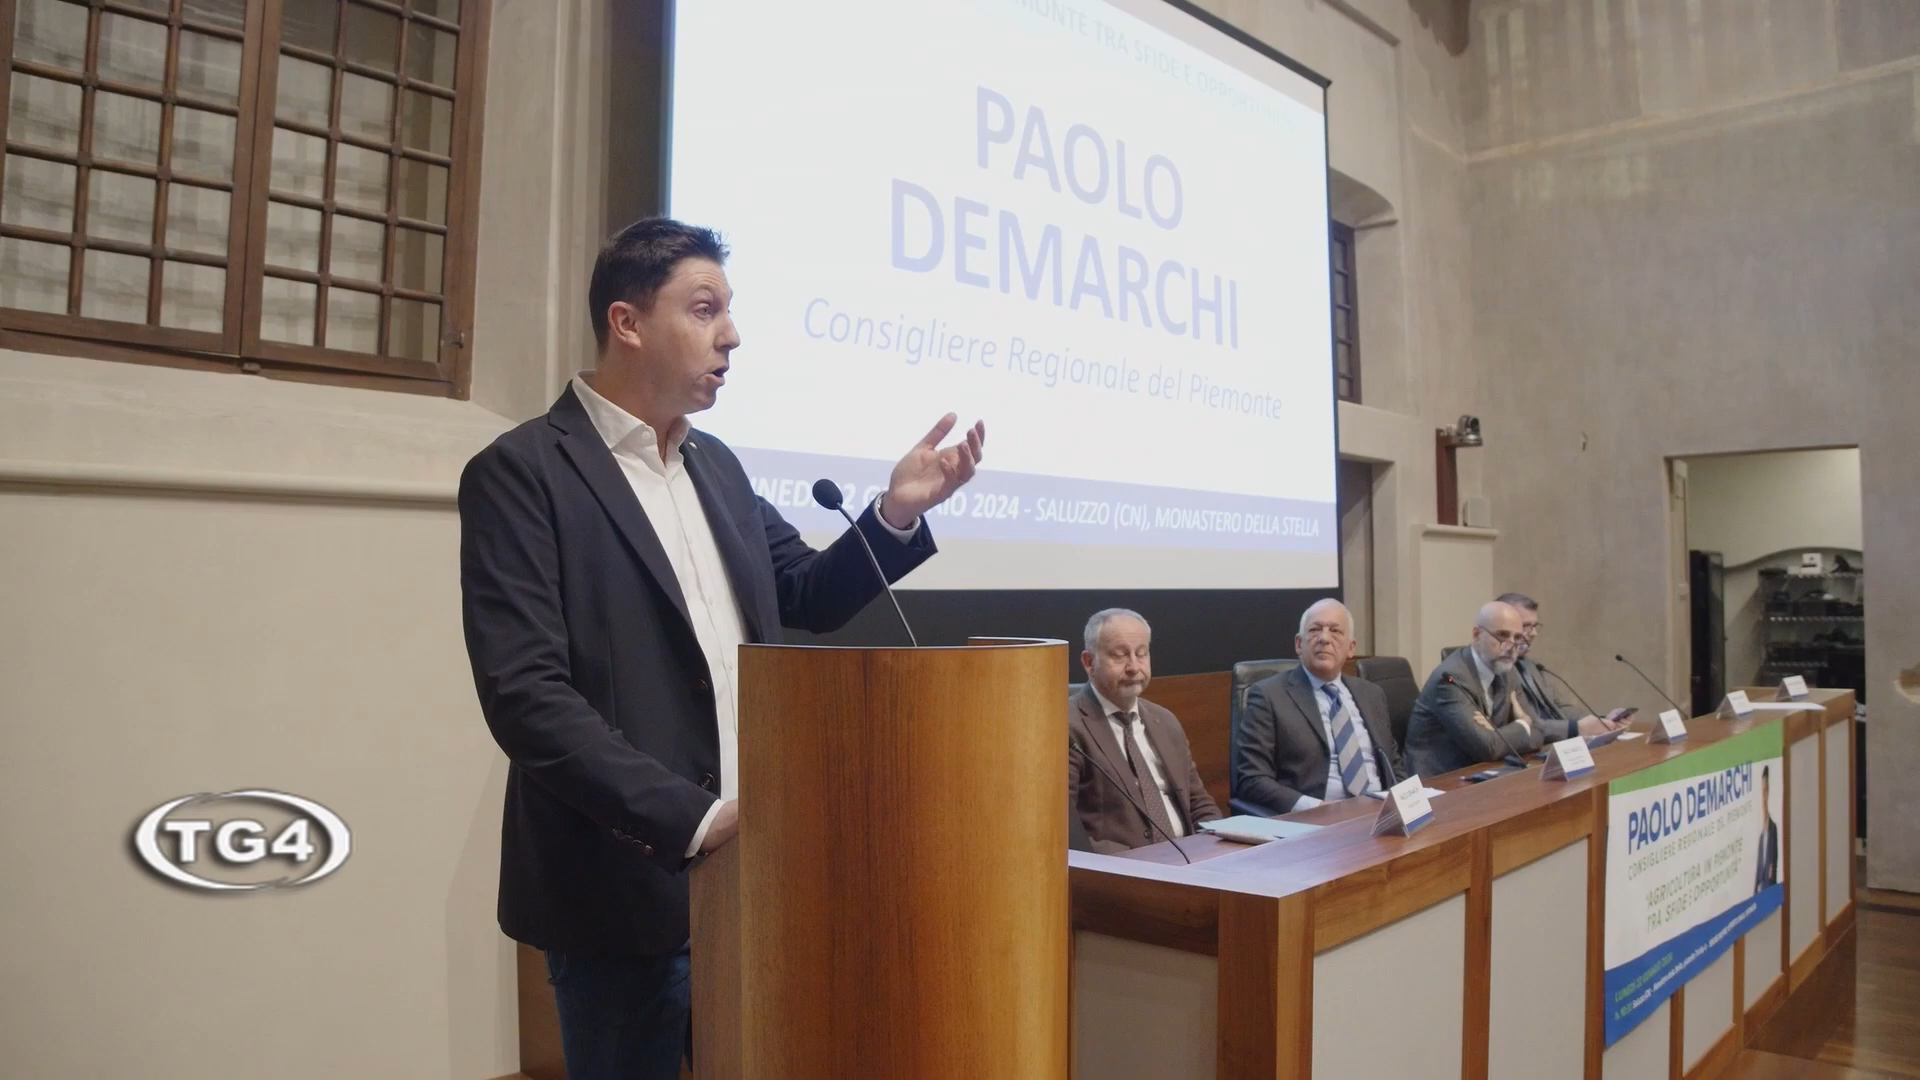 MONTE TRA SFIDE E OPPORTUNITÀ
PAOLO
DEMARCHI
Consigliere Regionale del Piemonte
2024 - SALUZZO (CN), MONASTERO DELLA STELLA
TG4
PAOLO DEMARCHI
CONSIGLIERE REGIONALE DEL PIEMONTE
"AGRICOLTURA IN PIEMONTE
TRA SFIDE E OPPORTUNITÀ"